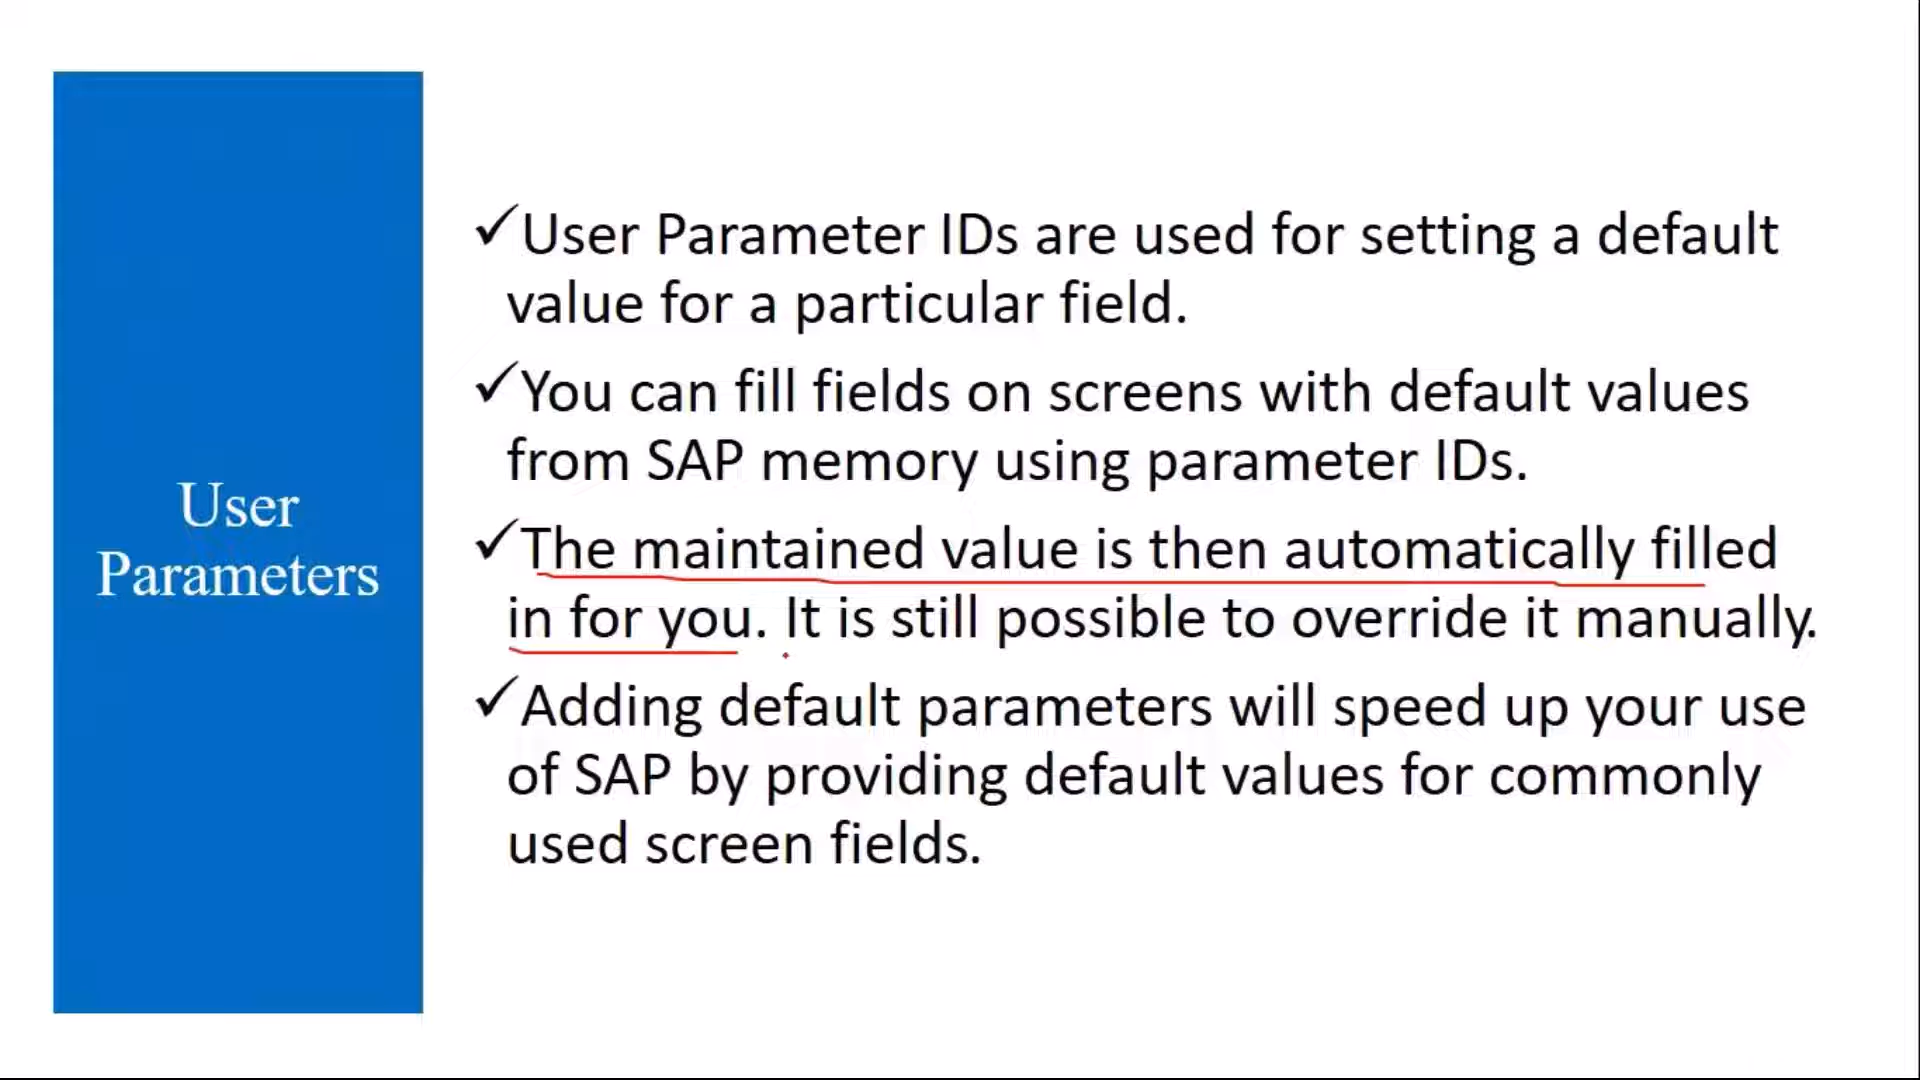 User
Parameters
✓User Parameter IDs are used for setting a default
value for a particular field.
✓You can fill fields on screens with default values
from SAP memory using parameter IDs.
✓The maintained value is then automatically filled
in for you. It is still possible to override it manually.
✓Adding default parameters will speed up your use
of SAP by providing default values for commonly
used screen fields.